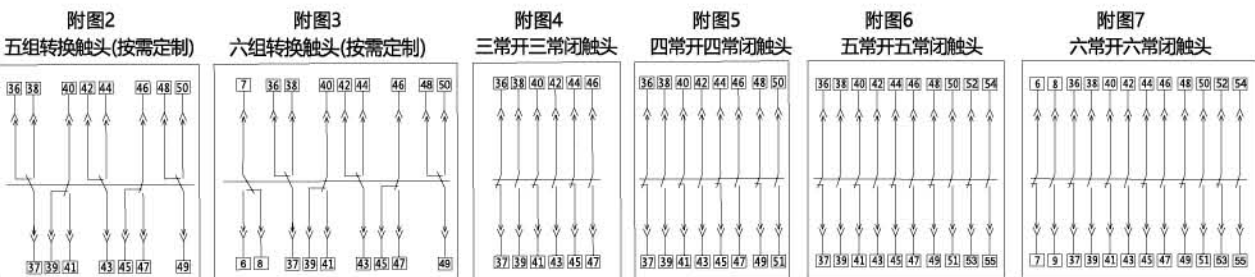 附图2
五组转换触头(按需定制)
36 38 40 42 44 46 48 50
37 39 41 43 45 47 49
附图3
六组转换触头(按需定制)
7 36 38 40 42 44 46 48 50
6 8 37 39 41 43 45 47 49
附图4
三常开三常闭触头
36 38 40 42 44 46
37 39 41 43 45 47
附图5
四常开四常闭触头
36 38 40 42 44 46 48 50
37 39 41 43 45 47 49 51
附图6
五常开五常闭触头
36 38 40 42 44 46 48 50 52 54
37 39 41 43 45 47 49 51 53 55
附图7
六常开六常闭触头
6 8 36 38 40 42 44 46 48 50 52 54
7 9 37 39 41 43 45 47 49 51 53 55